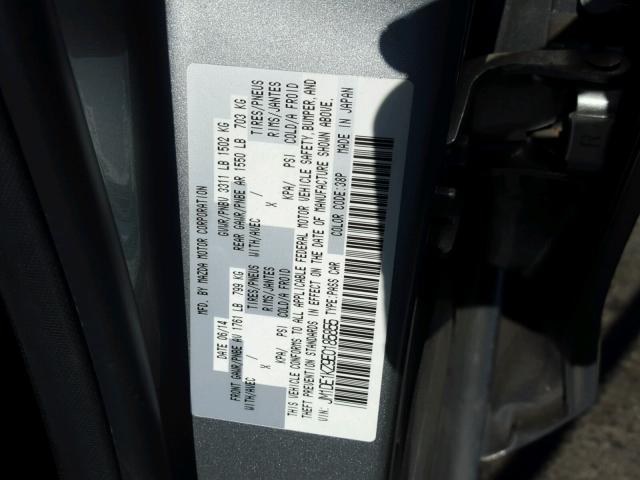 MFD. BY MAZDA MOTOR CORPORATION
DATE 06/14 GVWR/PNBV 3311 LB 1502 KG
FRONT GAWR/PNBE AV 1761 LB 799 KG REAR GAWR/PNBE AR 1550 LB 703 KG
WITH/AVEC TIRES/PNEUS WITH/AVEC TIRES/PNEUS
X RIMS/JANTES X RIMS/JANTES
KPA/ PSI COLD/A FROID KPA/ PSI COLD/A FROID
THIS VEHICLE CONFORMS TO ALL APPLICABLE FEDERAL MOTOR VEHICLE SAFETY, BUMPER, AND
THEFT PREVENTION STANDARDS IN EFFECT ON THE DATE OF MANUFACTURE SHOWN ABOVE.
VIN: JM1DE1KZ3E0186865 TYPE:PASS CAR COLOR CODE:38P MADE IN JAPAN
R